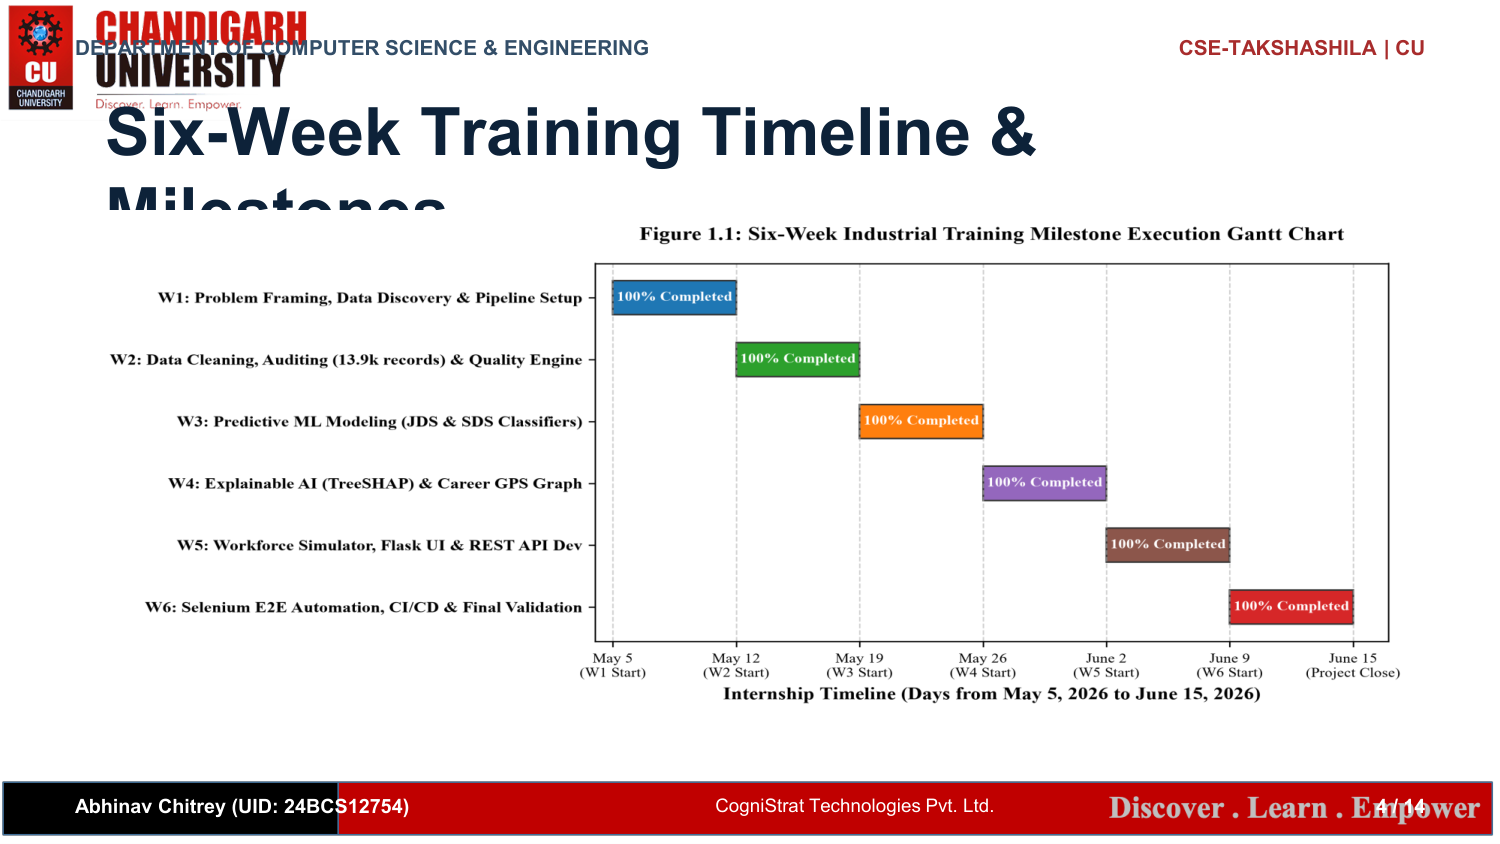 CHANDIGARH
UNIVERSITY
Discover. Learn. Empower.
CU
CHANDIGARH
UNIVERSITY
DEPARTMENT OF COMPUTER SCIENCE & ENGINEERING
CSE-TAKSHASHILA | CU
Six-Week Training Timeline &
Milestones
Figure 1.1: Six-Week Industrial Training Milestone Execution Gantt Chart
W1: Problem Framing, Data Discovery & Pipeline Setup
100% Completed
W2: Data Cleaning, Auditing (13.9k records) & Quality Engine
100% Completed
W3: Predictive ML Modeling (JDS & SDS Classifiers)
100% Completed
W4: Explainable AI (TreeSHAP) & Career GPS Graph
100% Completed
W5: Workforce Simulator, Flask UI & REST API Dev
100% Completed
W6: Selenium E2E Automation, CI/CD & Final Validation
100% Completed
May 5
(W1 Start)
May 12
(W2 Start)
May 19
(W3 Start)
May 26
(W4 Start)
June 2
(W5 Start)
June 9
(W6 Start)
June 15
(Project Close)
Internship Timeline (Days from May 5, 2026 to June 15, 2026)
Abhinav Chitrey (UID: 24BCS12754)
CogniStrat Technologies Pvt. Ltd.
Discover . Learn . Empower
4 / 14